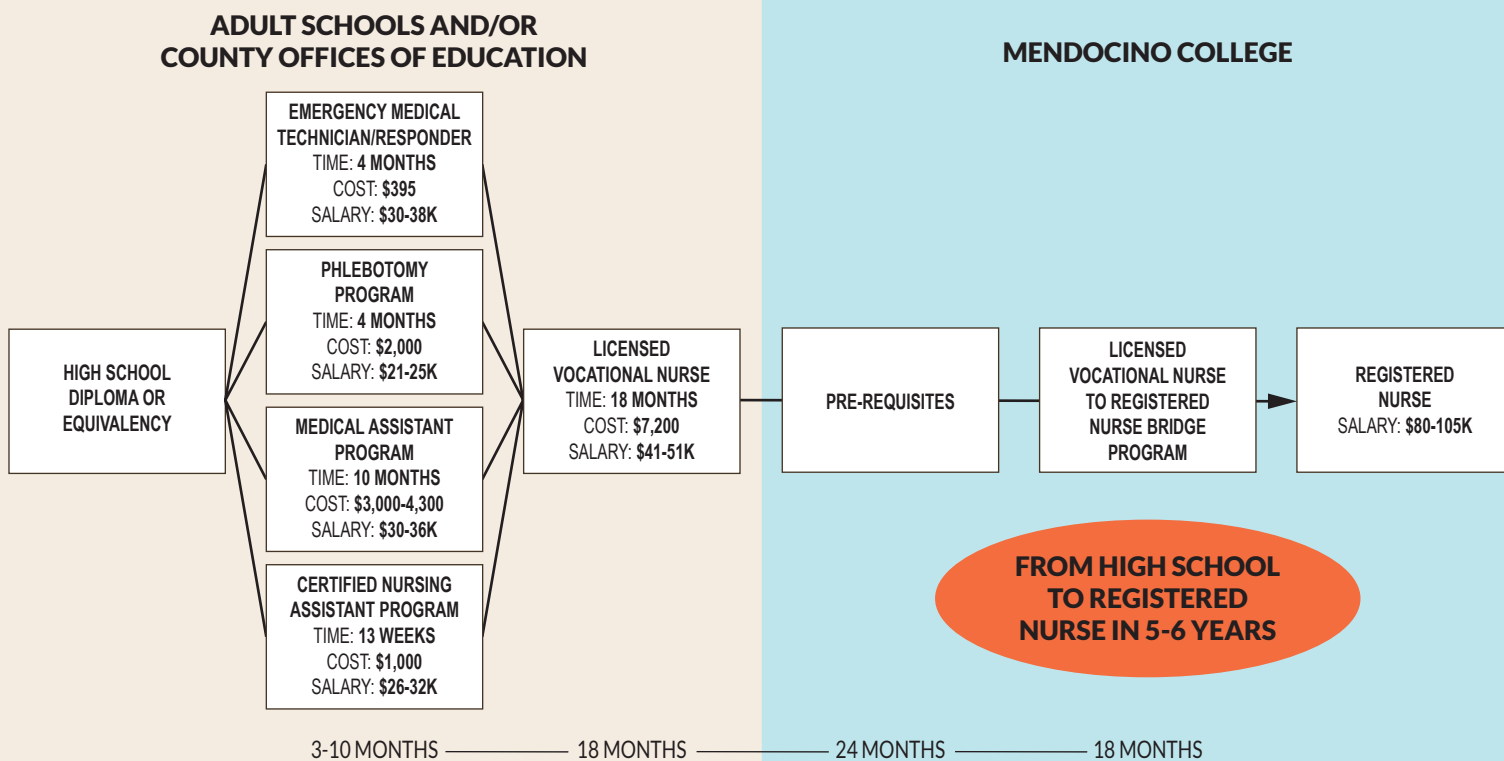 ADULT SCHOOLS AND/OR
COUNTY OFFICES OF EDUCATION
MENDOCINO COLLEGE
HIGH SCHOOL
DIPLOMA OR
EQUIVALENCY
EMERGENCY MEDICAL
TECHNICIAN/RESPONDER
TIME: 4 MONTHS
COST: $395
SALARY: $30-38K
PHLEBOTOMY
PROGRAM
TIME: 4 MONTHS
COST: $2,000
SALARY: $21-25K
MEDICAL ASSISTANT
PROGRAM
TIME: 10 MONTHS
COST: $3,000-4,300
SALARY: $30-36K
CERTIFIED NURSING
ASSISTANT PROGRAM
TIME: 13 WEEKS
COST: $1,000
SALARY: $26-32K
LICENSED
VOCATIONAL NURSE
TIME: 18 MONTHS
COST: $7,200
SALARY: $41-51K
PRE-REQUISITES
LICENSED
VOCATIONAL NURSE
TO REGISTERED
NURSE BRIDGE
PROGRAM
REGISTERED
NURSE
SALARY: $80-105K
FROM HIGH SCHOOL
TO REGISTERED
NURSE IN 5-6 YEARS
3-10 MONTHS 18 MONTHS 24 MONTHS 18 MONTHS